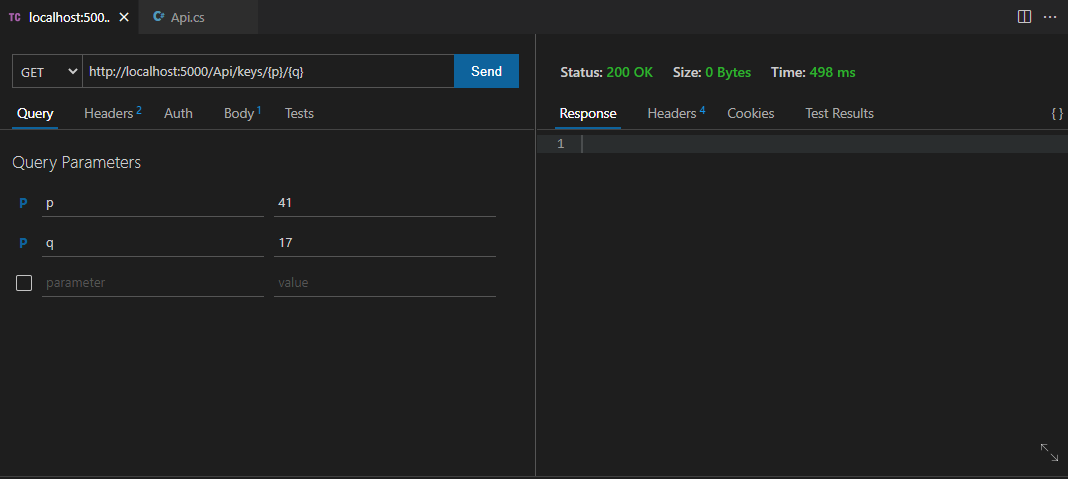 TC localhost:500.. × C# Api.cs ···
GET http://localhost:5000/Api/keys/{p}/{q} Send
Status: 200 OK Size: 0 Bytes Time: 498 ms
Query Headers 2 Auth Body 1 Tests
Response Headers 4 Cookies Test Results { }
1
Query Parameters
P p 41
P q 17
parameter value